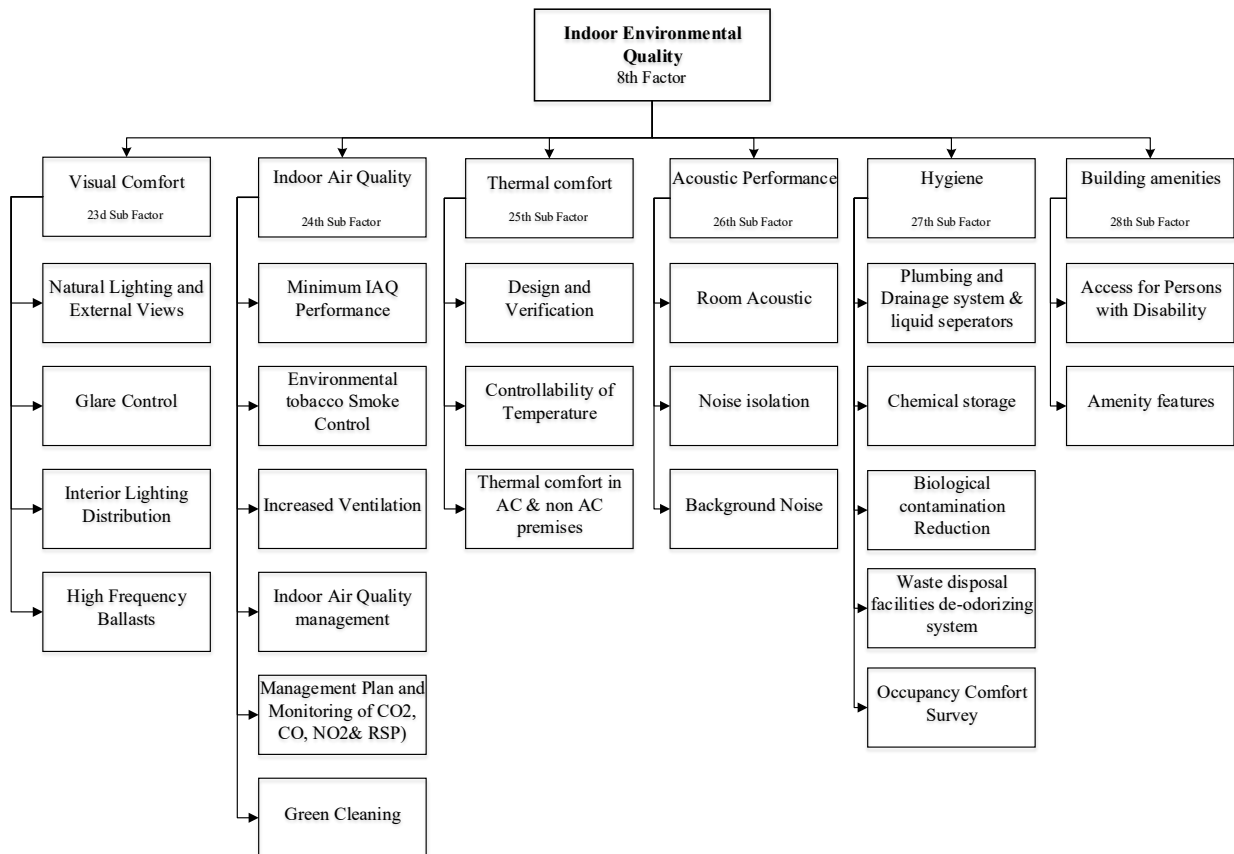 Indoor Environmental
Quality
8th Factor
Visual Comfort
23d Sub Factor
Indoor Air Quality
24th Sub Factor
Thermal comfort
25th Sub Factor
Acoustic Performance
26th Sub Factor
Hygiene
27th Sub Factor
Building amenities
28th Sub Factor
Natural Lighting and
External Views
Minimum IAQ
Performance
Design and
Verification
Room Acoustic
Plumbing and
Drainage system &
liquid seperators
Access for Persons
with Disability
Glare Control
Environmental
tobacco Smoke
Control
Controllability of
Temperature
Noise isolation
Chemical storage
Amenity features
Interior Lighting
Distribution
Increased Ventilation
Thermal comfort in
AC & non AC
premises
Background Noise
Biological
contamination
Reduction
High Frequency
Ballasts
Indoor Air Quality
management
Waste disposal
facilities de-odorizing
system
Management Plan and
Monitoring of CO2,
CO, NO2& RSP)
Occupancy Comfort
Survey
Green Cleaning